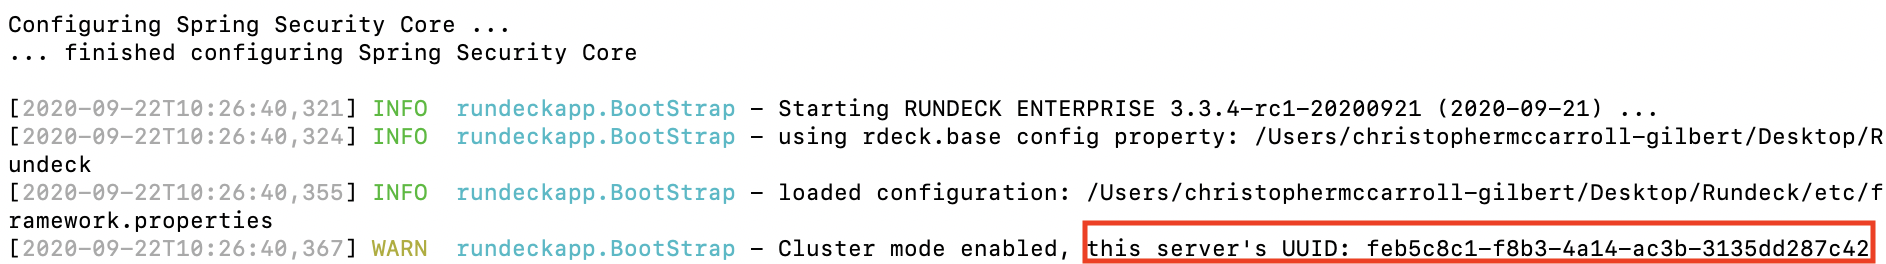 Configuring Spring Security Core ...
... finished configuring Spring Security Core
[2020-09-22T10:26:40,321] INFO  rundeckapp.BootStrap - Starting RUNDECK ENTERPRISE 3.3.4-rc1-20200921 (2020-09-21) ...
[2020-09-22T10:26:40,324] INFO  rundeckapp.BootStrap - using rdeck.base config property: /Users/christophermccarroll-gilbert/Desktop/R
undeck
[2020-09-22T10:26:40,355] INFO  rundeckapp.BootStrap - loaded configuration: /Users/christophermccarroll-gilbert/Desktop/Rundeck/etc/f
ramework.properties
[2020-09-22T10:26:40,367] WARN  rundeckapp.BootStrap - Cluster mode enabled, this server's UUID: feb5c8c1-f8b3-4a14-ac3b-3135dd287c42